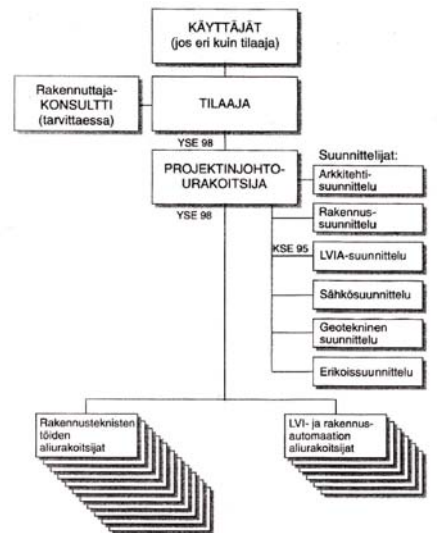 KÄYTTÄJÄT
(jos eri kuin tilaaja)
Rakennuttaja-
KONSULTTI
(tarvittaessa)
TILAAJA
YSE 98
PROJEKTINJOHTO-
URAKOITSIJA
YSE 98
Suunnittelijat:
Arkkitehti-
suunnittelu
Rakennus-
suunnittelu
KSE 95
LVIA-suunnittelu
Sähkösuunnittelu
Geotekninen
suunnittelu
Erikoissuunnittelu
Rakennusteknisten
töiden
aliurakoitsijat
LVI- ja rakennus-
automaation
aliurakoitsijat